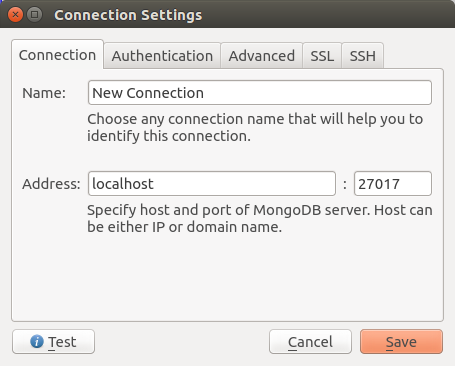 Connection Settings
Connection Authentication Advanced SSL SSH
Name: New Connection
Choose any connection name that will help you to
identify this connection.
Address: localhost : 27017
Specify host and port of MongoDB server. Host can
be either IP or domain name.
Test Cancel Save